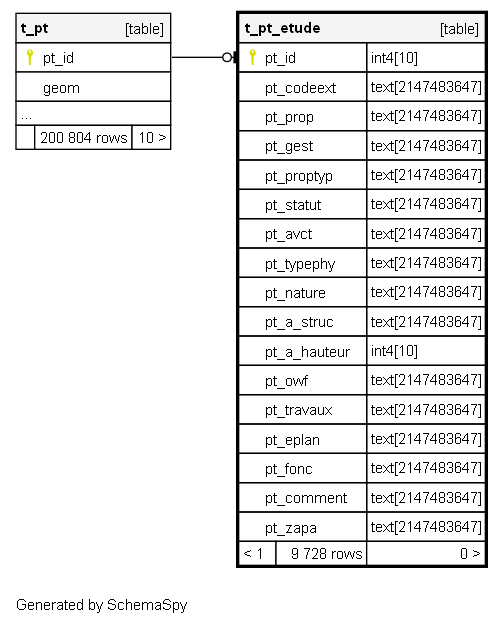 t_pt [table]
pt_id
geom
...
200 804 rows 10 >
t_pt_etude [table]
pt_id int4[10]
pt_codeext text[2147483647]
pt_prop text[2147483647]
pt_gest text[2147483647]
pt_proptyp text[2147483647]
pt_statut text[2147483647]
pt_avct text[2147483647]
pt_typephy text[2147483647]
pt_nature text[2147483647]
pt_a_struc text[2147483647]
pt_a_hauteur int4[10]
pt_owf text[2147483647]
pt_travaux text[2147483647]
pt_eplan text[2147483647]
pt_fonc text[2147483647]
pt_comment text[2147483647]
pt_zapa text[2147483647]
< 1 9 728 rows 0 >
Generated by SchemaSpy